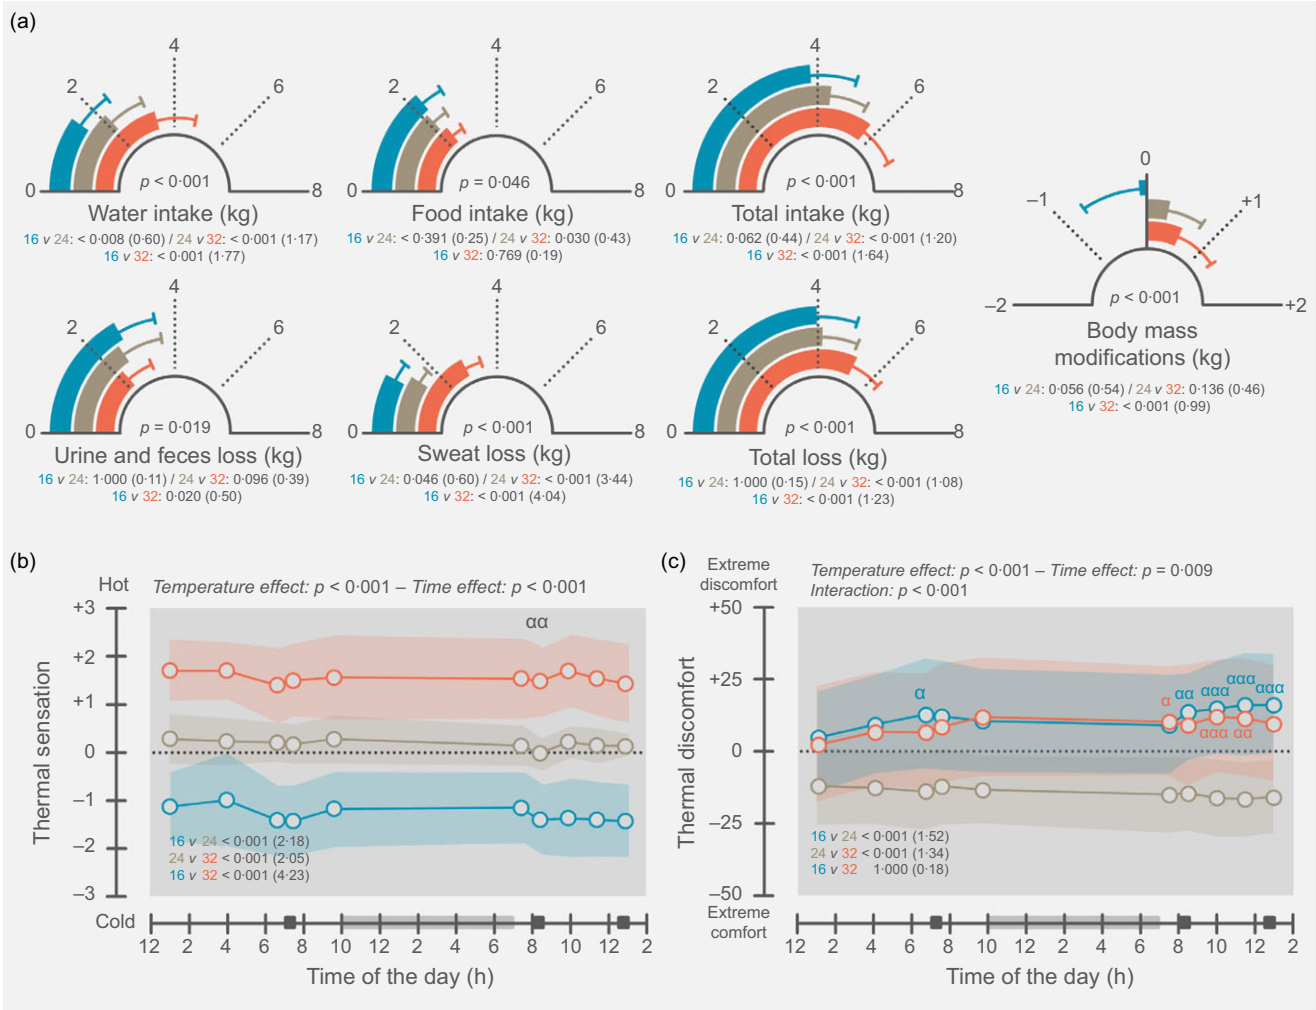 (a)
4
2
6
0
8
p < 0·001
Water intake (kg)
16 v 24: < 0·008 (0·60) / 24 v 32: < 0·001 (1·17)
16 v 32: < 0·001 (1·77)
4
2
6
0
8
p = 0·046
Food intake (kg)
16 v 24: < 0·391 (0·25) / 24 v 32: 0·030 (0·43)
16 v 32: 0·769 (0·19)
4
2
6
0
8
p < 0·001
Total intake (kg)
16 v 24: 0·062 (0·44) / 24 v 32: < 0·001 (1·20)
16 v 32: < 0·001 (1·64)
0
–1
+1
–2
+2
p < 0·001
Body mass
modifications (kg)
16 v 24: 0·056 (0·54) / 24 v 32: 0·136 (0·46)
16 v 32: < 0·001 (0·99)
4
2
6
0
8
p = 0·019
Urine and feces loss (kg)
16 v 24: 1·000 (0·11) / 24 v 32: 0·096 (0·39)
16 v 32: 0·020 (0·50)
4
2
6
0
8
p < 0·001
Sweat loss (kg)
16 v 24: 0·046 (0·60) / 24 v 32: < 0·001 (3·44)
16 v 32: < 0·001 (4·04)
4
2
6
0
8
p < 0·001
Total loss (kg)
16 v 24: 1·000 (0·15) / 24 v 32: < 0·001 (1·08)
16 v 32: < 0·001 (1·23)
(b)
Hot
Temperature effect: p < 0·001 – Time effect: p < 0·001
+3
+2
+1
0
–1
–2
–3
Cold
Thermal sensation
αα
16 v 24 < 0·001 (2·18)
24 v 32 < 0·001 (2·05)
16 v 32 < 0·001 (4·23)
12 2 4 6 8 10 12 2 4 6 8 10 12 2
Time of the day (h)
(c)
Extreme
discomfort
Temperature effect: p < 0·001 – Time effect: p = 0·009
Interaction: p < 0·001
+50
+25
0
–25
–50
Extreme
comfort
Thermal discomfort
α
α αα ααα ααα ααα
ααα αα
16 v 24 < 0·001 (1·52)
24 v 32 < 0·001 (1·34)
16 v 32 1·000 (0·18)
12 2 4 6 8 10 12 2 4 6 8 10 12 2
Time of the day (h)